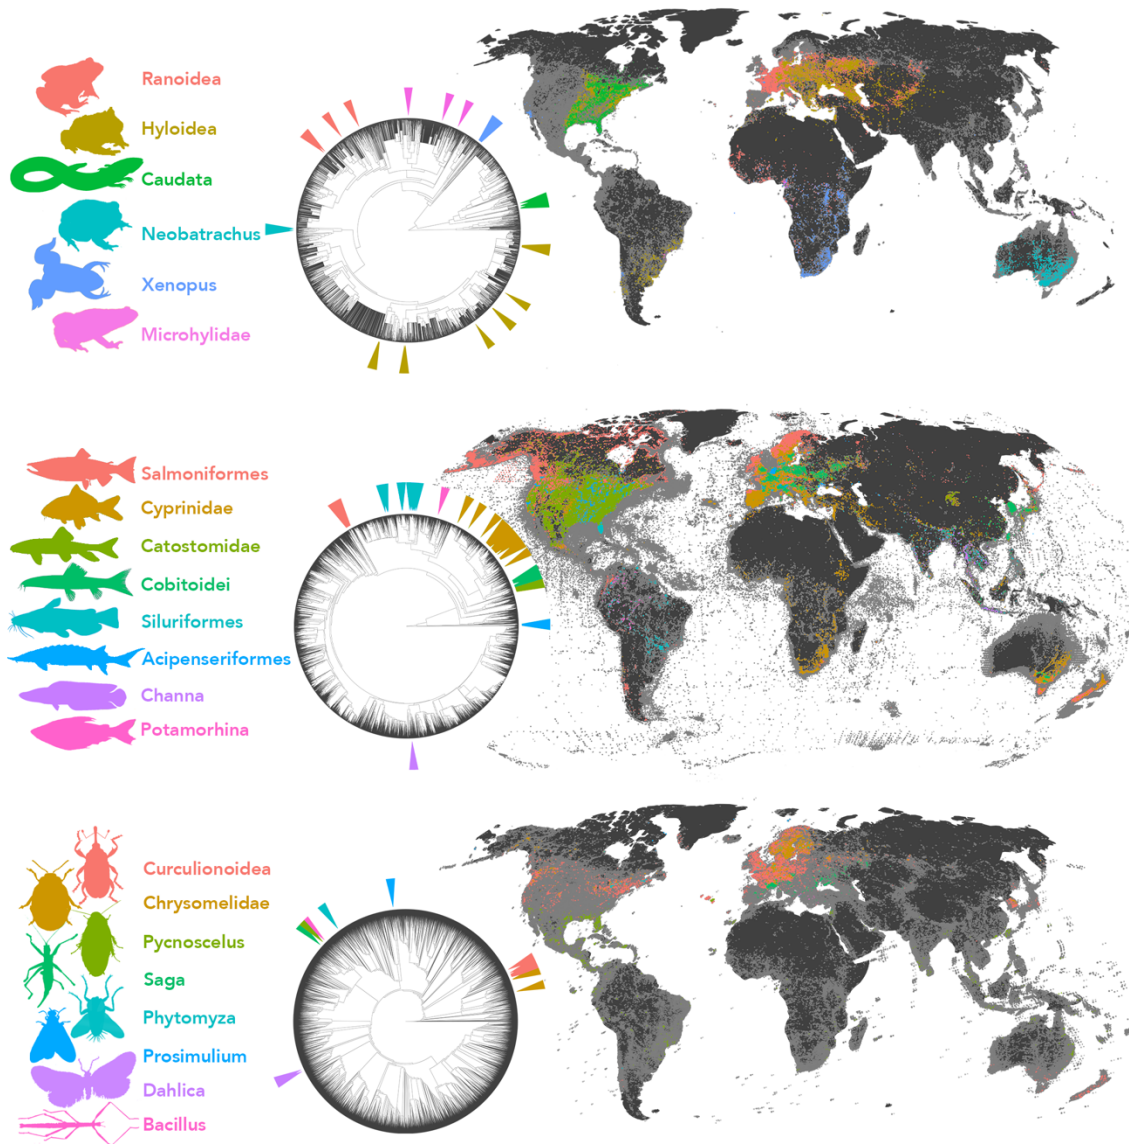 Ranoidea
Hyloidea
Caudata
Neobatrachus
Xenopus
Microhylidae
Salmoniformes
Cyprinidae
Catostomidae
Cobitoidei
Siluriformes
Acipenseriformes
Channa
Potamorhina
Curculionoidea
Chrysomelidae
Pycnoscelus
Saga
Phytomyza
Prosimulium
Dahlica
Bacillus